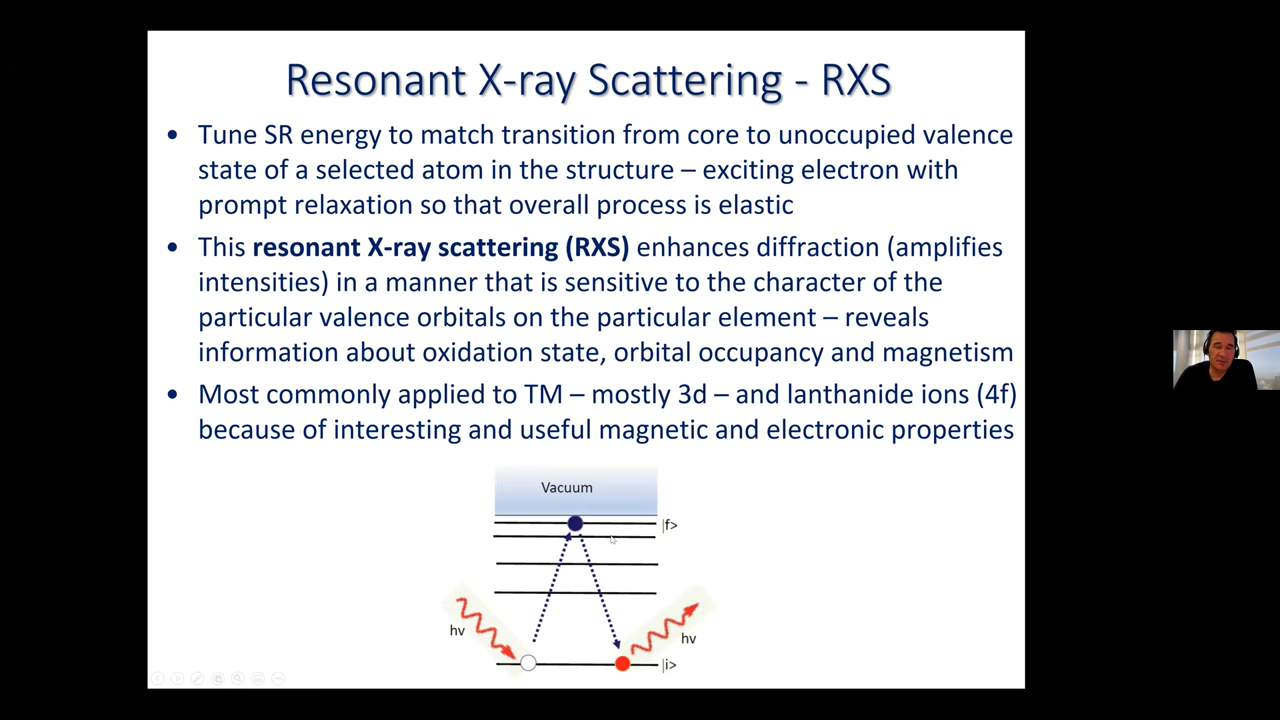 Resonant X-ray Scattering - RXS
• Tune SR energy to match transition from core to unoccupied valence
state of a selected atom in the structure – exciting electron with
prompt relaxation so that overall process is elastic
• This resonant X-ray scattering (RXS) enhances diffraction (amplifies
intensities) in a manner that is sensitive to the character of the
particular valence orbitals on the particular element – reveals
information about oxidation state, orbital occupancy and magnetism
• Most commonly applied to TM – mostly 3d – and lanthanide ions (4f)
because of interesting and useful magnetic and electronic properties
Vacuum
|f>
hν
hν
|i>